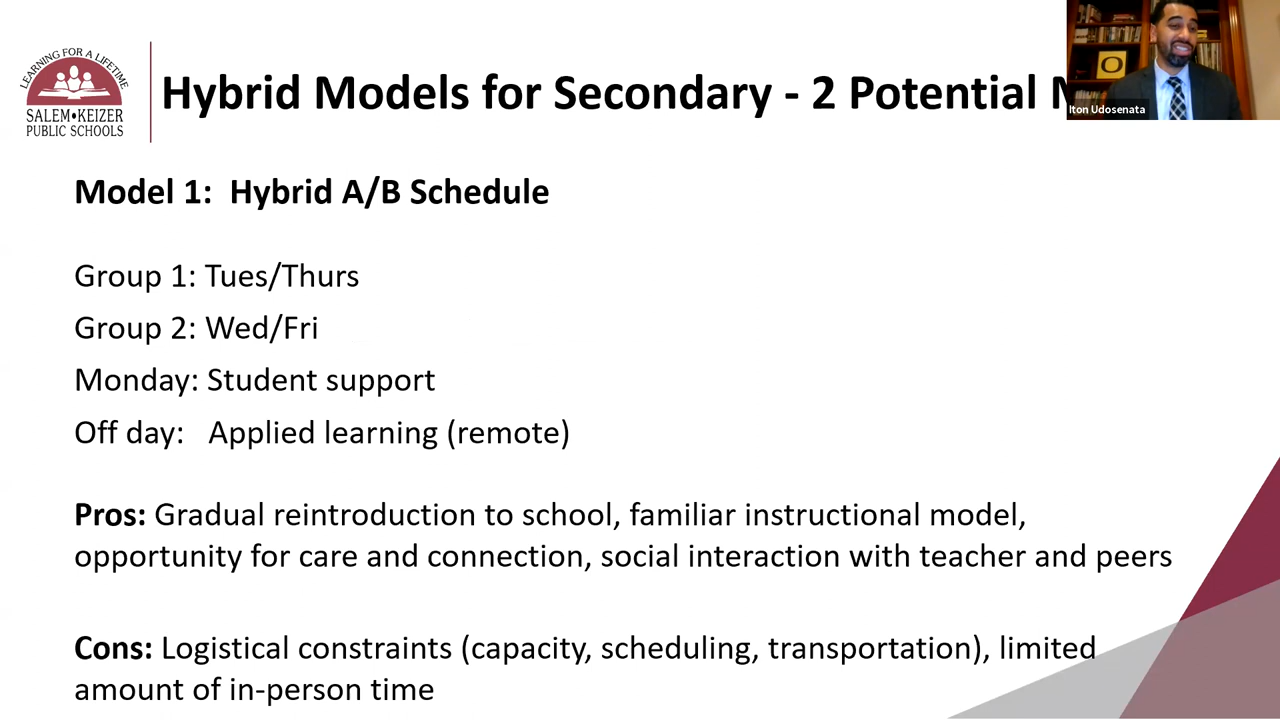 LEARNING FOR A LIFETIME
SALEM•KEIZER
PUBLIC SCHOOLS
Hybrid Models for Secondary - 2 Potential
O
lton Udosenata
Model 1: Hybrid A/B Schedule
Group 1: Tues/Thurs
Group 2: Wed/Fri
Monday: Student support
Off day: Applied learning (remote)
Pros: Gradual reintroduction to school, familiar instructional model,
opportunity for care and connection, social interaction with teacher and peers
Cons: Logistical constraints (capacity, scheduling, transportation), limited
amount of in-person time